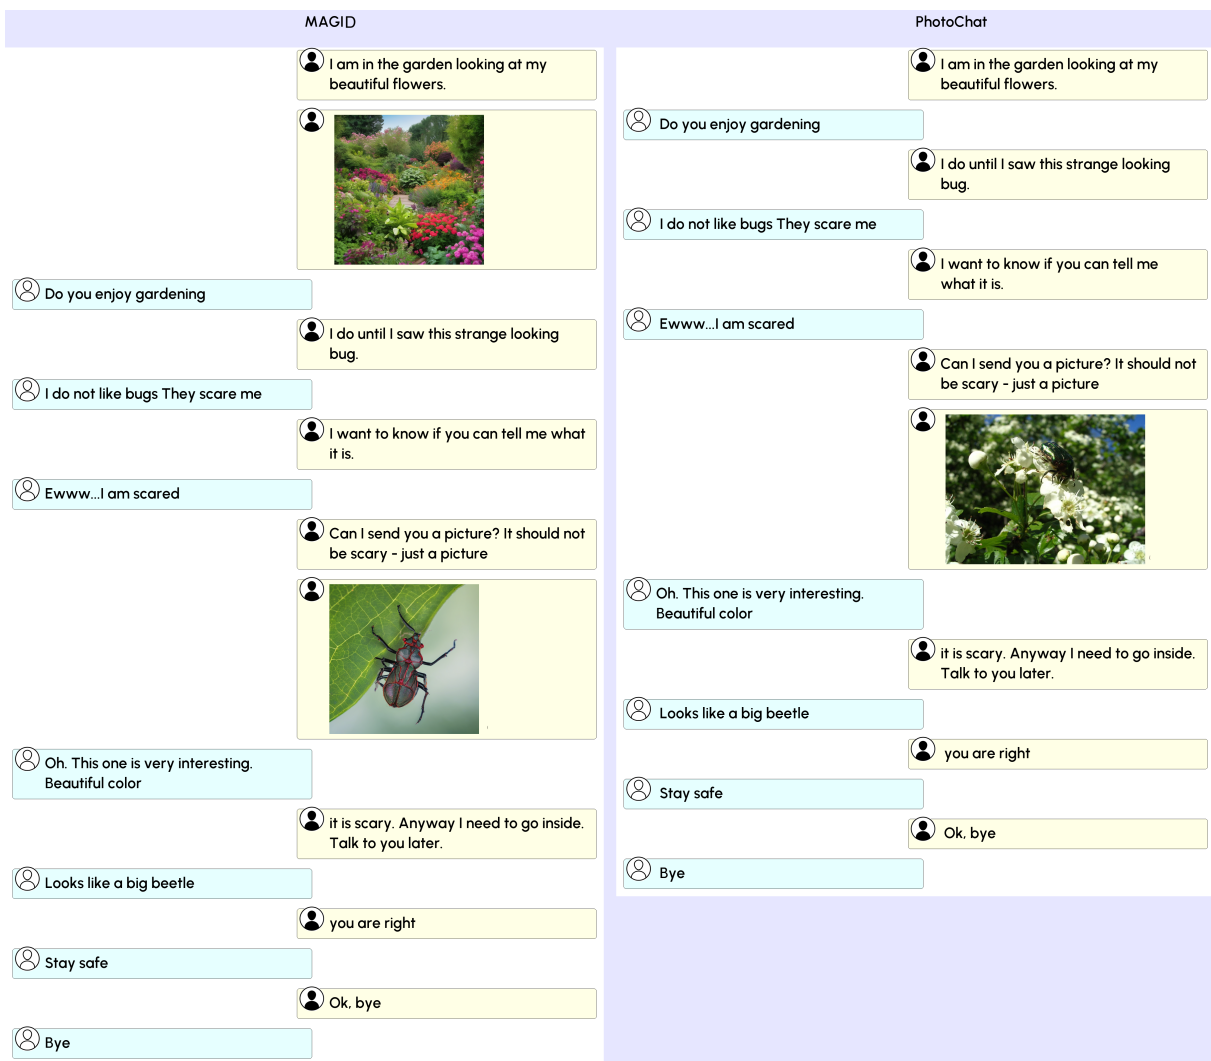 MAGID
I am in the garden looking at my
beautiful flowers.
Do you enjoy gardening
I do until I saw this strange looking
bug.
I do not like bugs They scare me
I want to know if you can tell me what
it is.
Ewww...I am scared
Can I send you a picture? It should not
be scary - just a picture
Oh. This one is very interesting.
Beautiful color
it is scary. Anyway I need to go inside.
Talk to you later.
Looks like a big beetle
you are right
Stay safe
Ok, bye
Bye
PhotoChat
I am in the garden looking at my
beautiful flowers.
Do you enjoy gardening
I do until I saw this strange looking
bug.
I do not like bugs They scare me
I want to know if you can tell me
what it is.
Ewww...I am scared
Can I send you a picture? It should not
be scary - just a picture
Oh. This one is very interesting.
Beautiful color
it is scary. Anyway I need to go inside.
Talk to you later.
Looks like a big beetle
you are right
Stay safe
Ok, bye
Bye